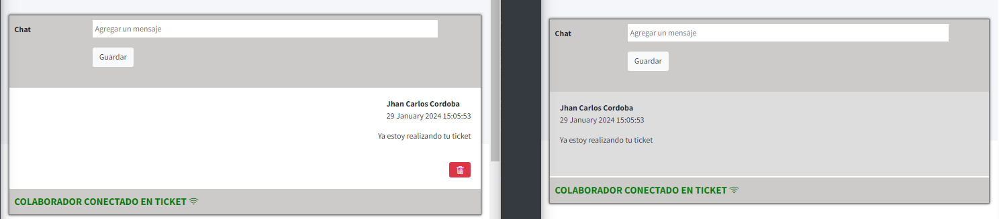 Chat
Agregar un mensaje
Guardar
Jhan Carlos Cordoba
29 January 2024 15:05:53
Ya estoy realizando tu ticket
COLABORADOR CONECTADO EN TICKET
Chat
Agregar un mensaje
Guardar
Jhan Carlos Cordoba
29 January 2024 15:05:53
Ya estoy realizando tu ticket
COLABORADOR CONECTADO EN TICKET